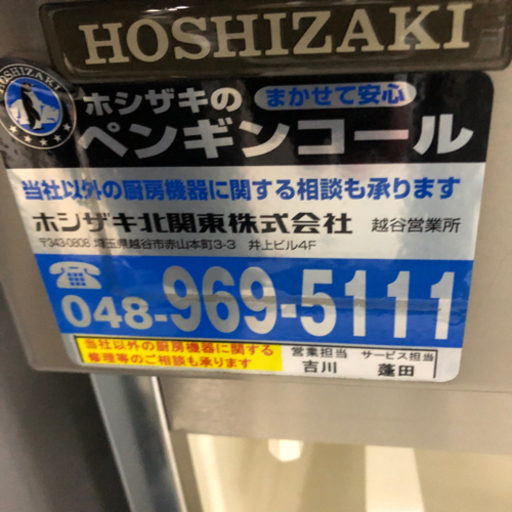 HOSHIZAKI
HOSHIZAKI
ホシザキの まかせて安心
ペンギンコール
当社以外の厨房機器に関する相談も承ります
ホシザキ北関東株式会社 越谷営業所
〒343-0808 埼玉県越谷市赤山本町3-3 井上ビル4F
☎
048-969-5111
当社以外の厨房機器に関する
修理等のご相談も承ります
営業担当 サービス担当
吉川 蓬田